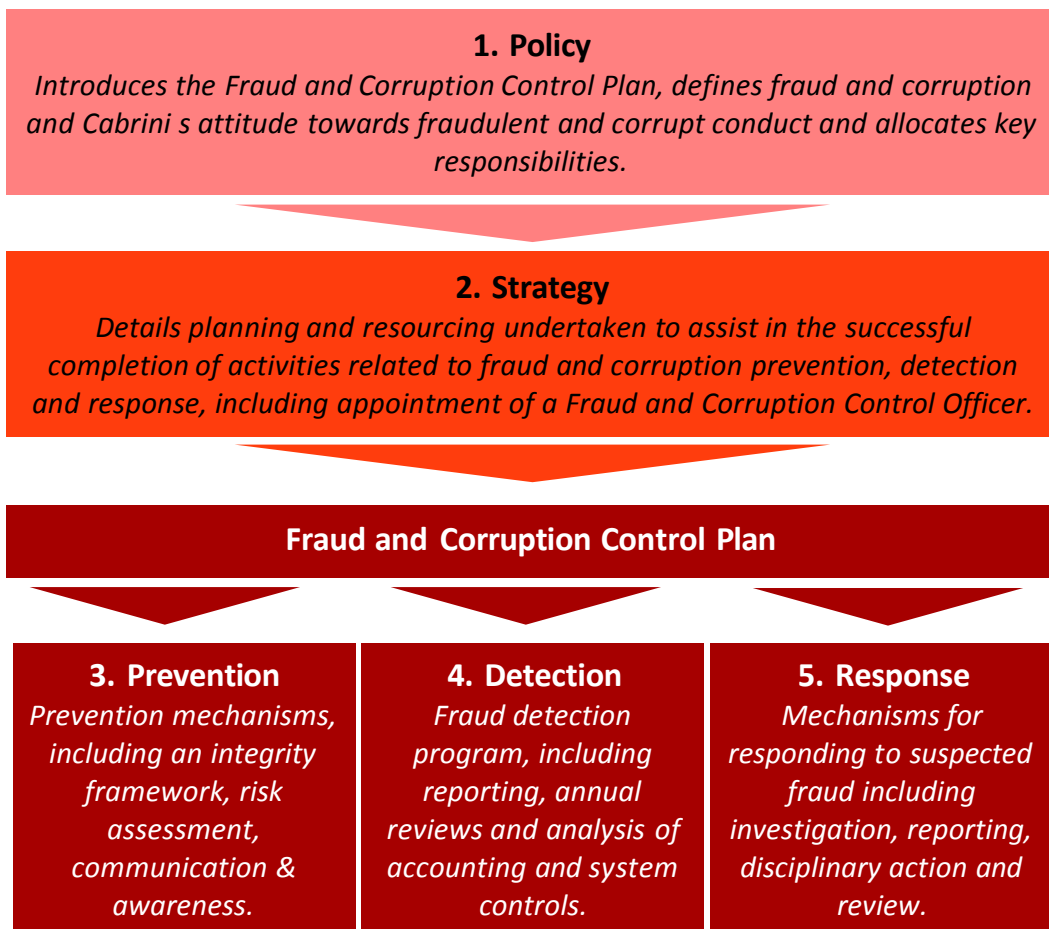 1. Policy
Introduces the Fraud and Corruption Control Plan, defines fraud and corruption
and Cabrini s attitude towards fraudulent and corrupt conduct and allocates key
responsibilities.
2. Strategy
Details planning and resourcing undertaken to assist in the successful
completion of activities related to fraud and corruption prevention, detection
and response, including appointment of a Fraud and Corruption Control Officer.
Fraud and Corruption Control Plan
3. Prevention
Prevention mechanisms,
including an integrity
framework, risk
assessment,
communication &
awareness.
4. Detection
Fraud detection
program, including
reporting, annual
reviews and analysis of
accounting and system
controls.
5. Response
Mechanisms for
responding to suspected
fraud including
investigation, reporting,
disciplinary action and
review.